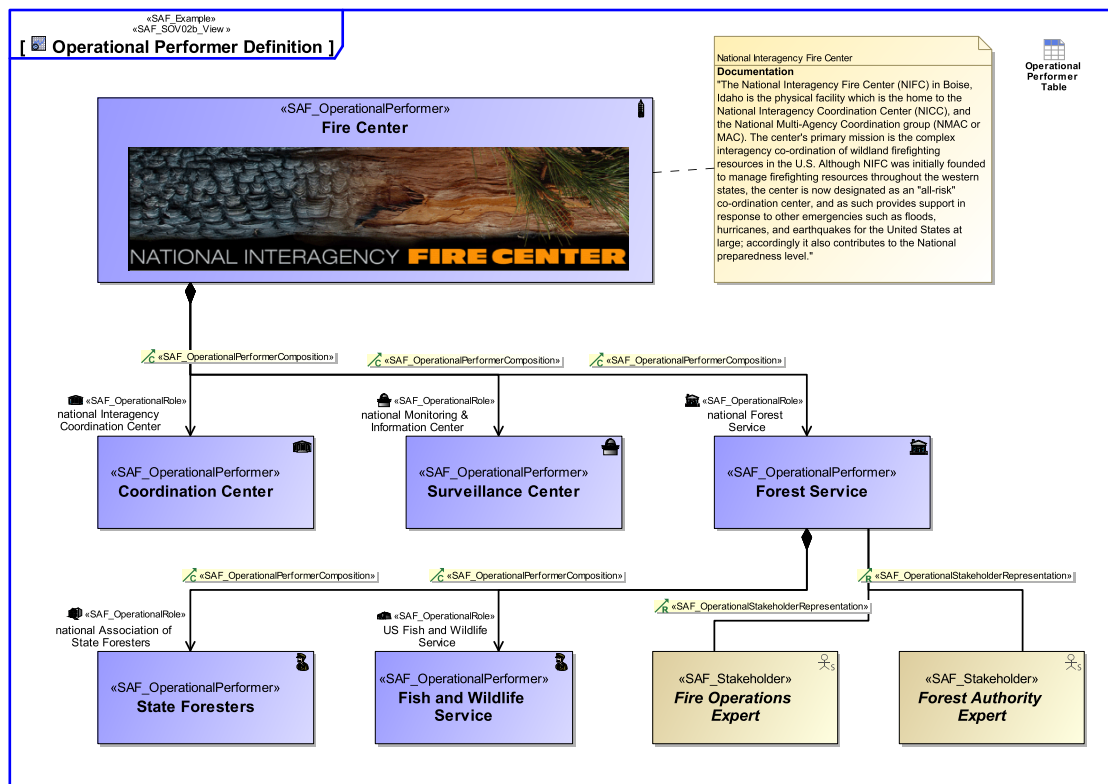 «SAF_Example»
«SAF_SOV02b_View »
[ Operational Performer Definition ]
National Interagency Fire Center
Documentation
"The National Interagency Fire Center (NIFC) in Boise,
Idaho is the physical facility which is the home to the
National Interagency Coordination Center (NICC), and
the National Multi-Agency Coordination group (NMAC or
MAC). The center's primary mission is the complex
interagency co-ordination of wildland firefighting
resources in the U.S. Although NIFC was initially founded
to manage firefighting resources throughout the western
states, the center is now designated as an "all-risk"
co-ordination center, and as such provides support in
response to other emergencies such as floods,
hurricanes, and earthquakes for the United States at
large; accordingly it also contributes to the National
preparedness level."
Operational
Performer
Table
«SAF_OperationalPerformer»
Fire Center
NATIONAL INTERAGENCY FIRE CENTER
C «SAF_OperationalPerformerComposition»
C «SAF_OperationalPerformerComposition»
C «SAF_OperationalPerformerComposition»
«SAF_OperationalRole»
national Interagency
Coordination Center
«SAF_OperationalRole»
national Monitoring &
Information Center
«SAF_OperationalRole»
national Forest
Service
«SAF_OperationalPerformer»
Coordination Center
«SAF_OperationalPerformer»
Surveillance Center
«SAF_OperationalPerformer»
Forest Service
C «SAF_OperationalPerformerComposition»
C «SAF_OperationalPerformerComposition»
R «SAF_OperationalStakeholderRepresentation»
R «SAF_OperationalStakeholderRepresentation»
«SAF_OperationalRole»
national Association of
State Foresters
«SAF_OperationalRole»
US Fish and Wildlife
Service
«SAF_OperationalPerformer»
State Foresters
«SAF_OperationalPerformer»
Fish and Wildlife
Service
S
«SAF_Stakeholder»
Fire Operations
Expert
S
«SAF_Stakeholder»
Forest Authority
Expert